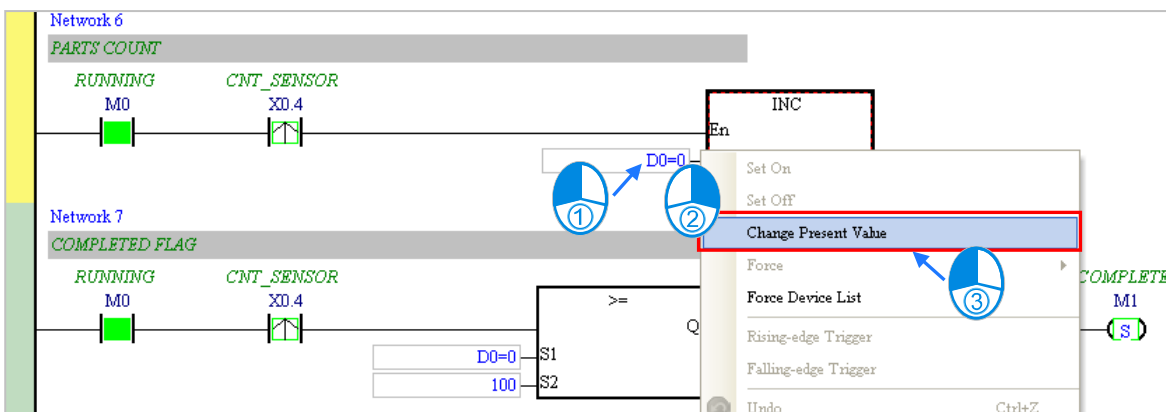 Network 6
PARTS COUNT
RUNNING CNT_SENSOR
M0 X0.4
INC
En
D0=0
① ②
Set On
Set Off
Change Present Value
Force
Force Device List
③
Rising-edge Trigger
Falling-edge Trigger
Undo Ctrl+Z
Network 7
COMPLETED FLAG
RUNNING CNT_SENSOR
M0 X0.4
>=
Q
D0=0 S1
100 S2
COMPLETE
M1
S